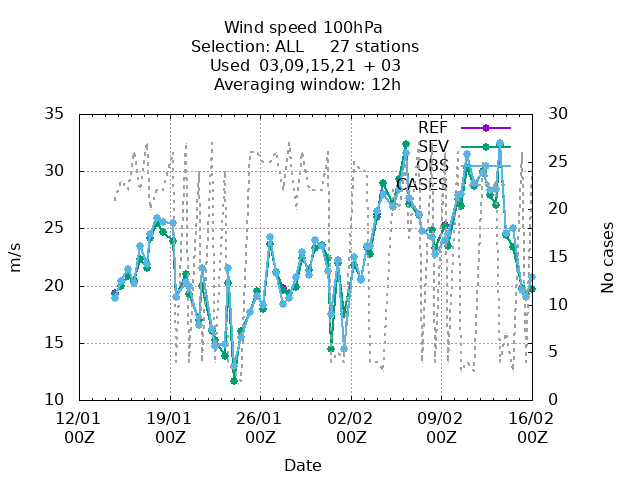 Wind speed 100hPa
Selection: ALL     27 stations
Used 03,09,15,21 + 03
Averaging window: 12h
35
30
25
20
15
10
m/s
30
25
20
15
10
5
0
No cases
REF
SEV
OBS
CASES
12/01 19/01 26/01 02/02 09/02 16/02
00Z 00Z 00Z 00Z 00Z 00Z
Date